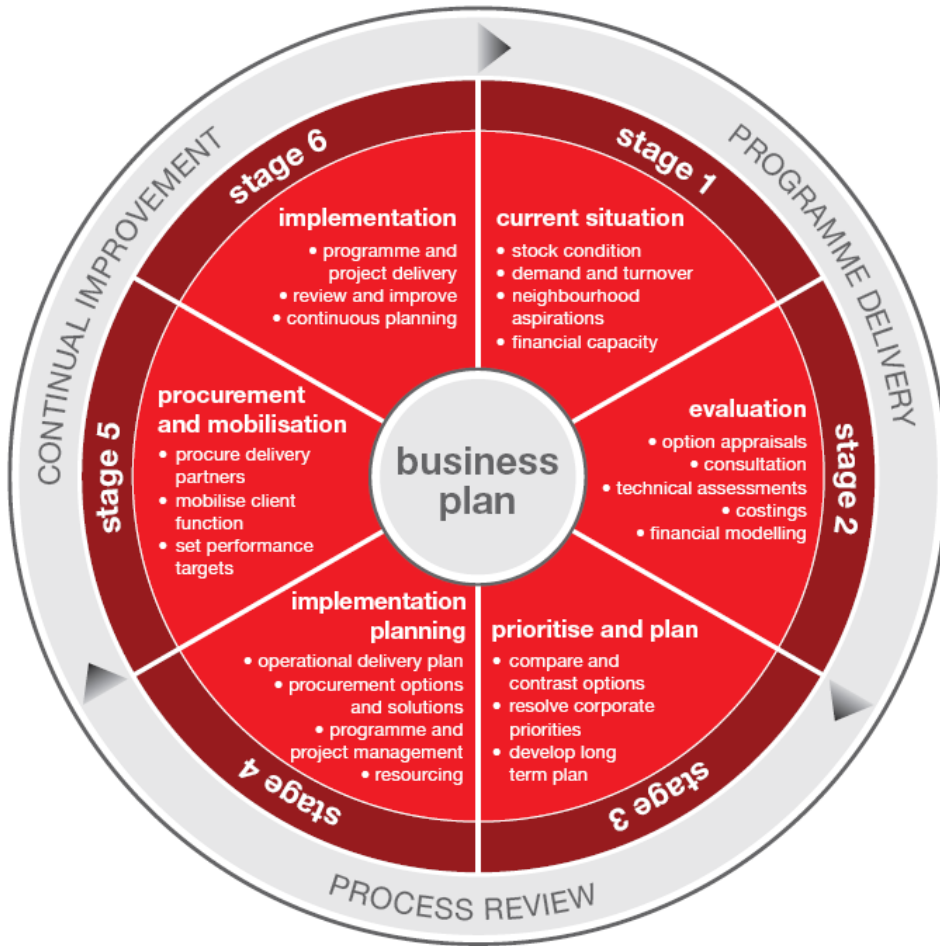 PROGRAMME DELIVERY
PROCESS REVIEW
CONTINUAL IMPROVEMENT
business
plan
stage 1
current situation
• stock condition
• demand and turnover
• neighbourhood
aspirations
• financial capacity
stage 2
evaluation
• option appraisals
• consultation
• technical assessments
• costings
• financial modelling
stage 3
prioritise and plan
• compare and
contrast options
• resolve corporate
priorities
• develop long
term plan
stage 4
implementation
planning
• operational delivery plan
• procurement options
and solutions
• programme and
project management
• resourcing
stage 5
procurement
and mobilisation
• procure delivery
partners
• mobilise client
function
• set performance
targets
stage 6
implementation
• programme and
project delivery
• review and improve
• continuous planning